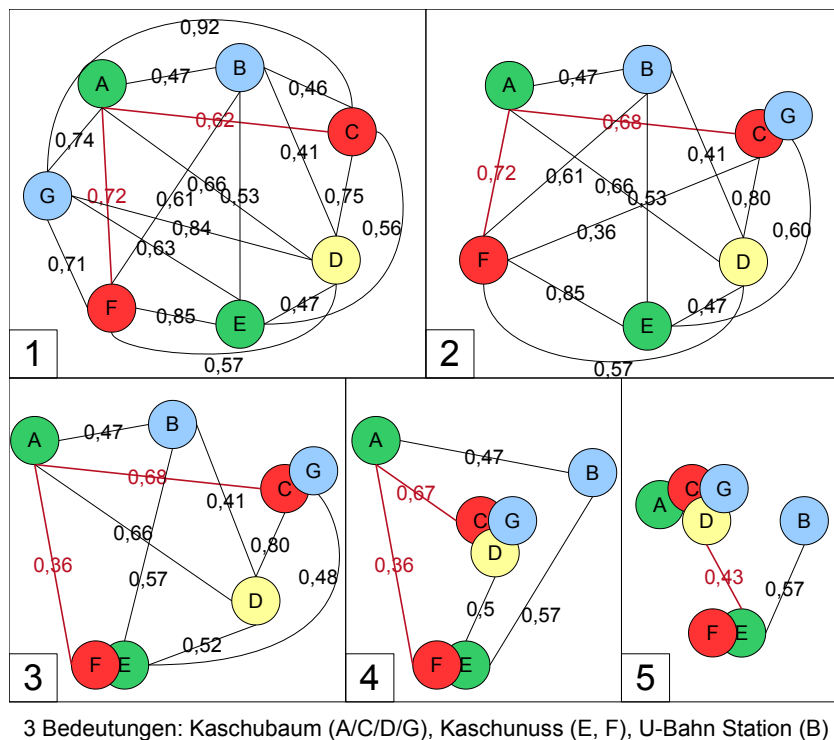 0,92
B
A
0,47
0,46
0,62
C
0,74
0,41
0,72
0,66
0,53
0,75
G
0,61
0,84
0,56
0,63
0,71
D
F
0,85
E
0,47
0,57
1
B
0,47
A
G
0,68
C
0,41
0,72
0,61
0,66
0,53
0,80
0,36
0,60
F
D
0,85
0,47
E
0,57
2
B
A
0,47
G
0,68
C
0,41
0,66
0,80
0,36
0,57
0,48
D
0,52
F
E
3
A
0,47
B
0,67
C
G
D
0,36
0,5
0,57
F
E
4
C
G
A
D
B
0,43
0,57
F
E
5
3 Bedeutungen: Kaschubaum (A/C/D/G), Kaschunuss (E, F), U-Bahn Station (B)